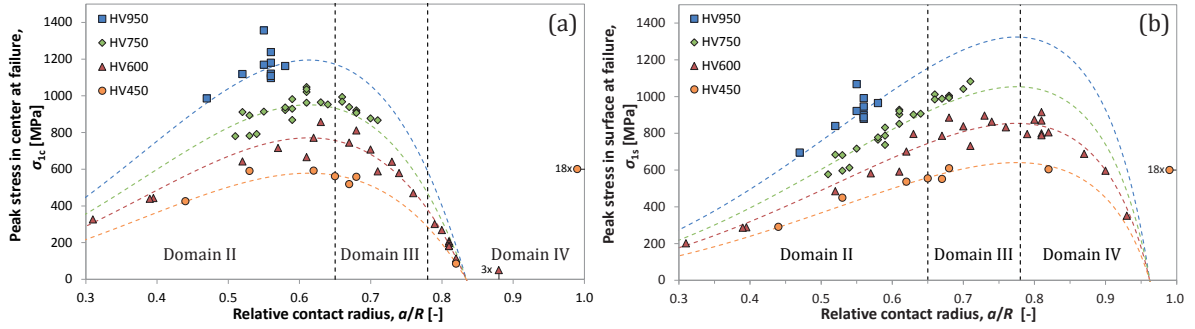 (a)
HV950
HV750
HV600
HV450
Peak stress in center at failure,
σ1c [MPa]
1400
1200
1000
800
600
400
200
0
18x
3x
Domain II
Domain III
Domain IV
0.3
0.4
0.5
0.6
0.7
0.8
0.9
1.0
Relative contact radius, a/R [-]
(b)
HV950
HV750
HV600
HV450
Peak stress in surface at failure,
σ1s [MPa]
1400
1200
1000
800
600
400
200
0
18x
Domain II
Domain III
Domain IV
0.3
0.4
0.5
0.6
0.7
0.8
0.9
1.0
Relative contact radius, a/R [-]